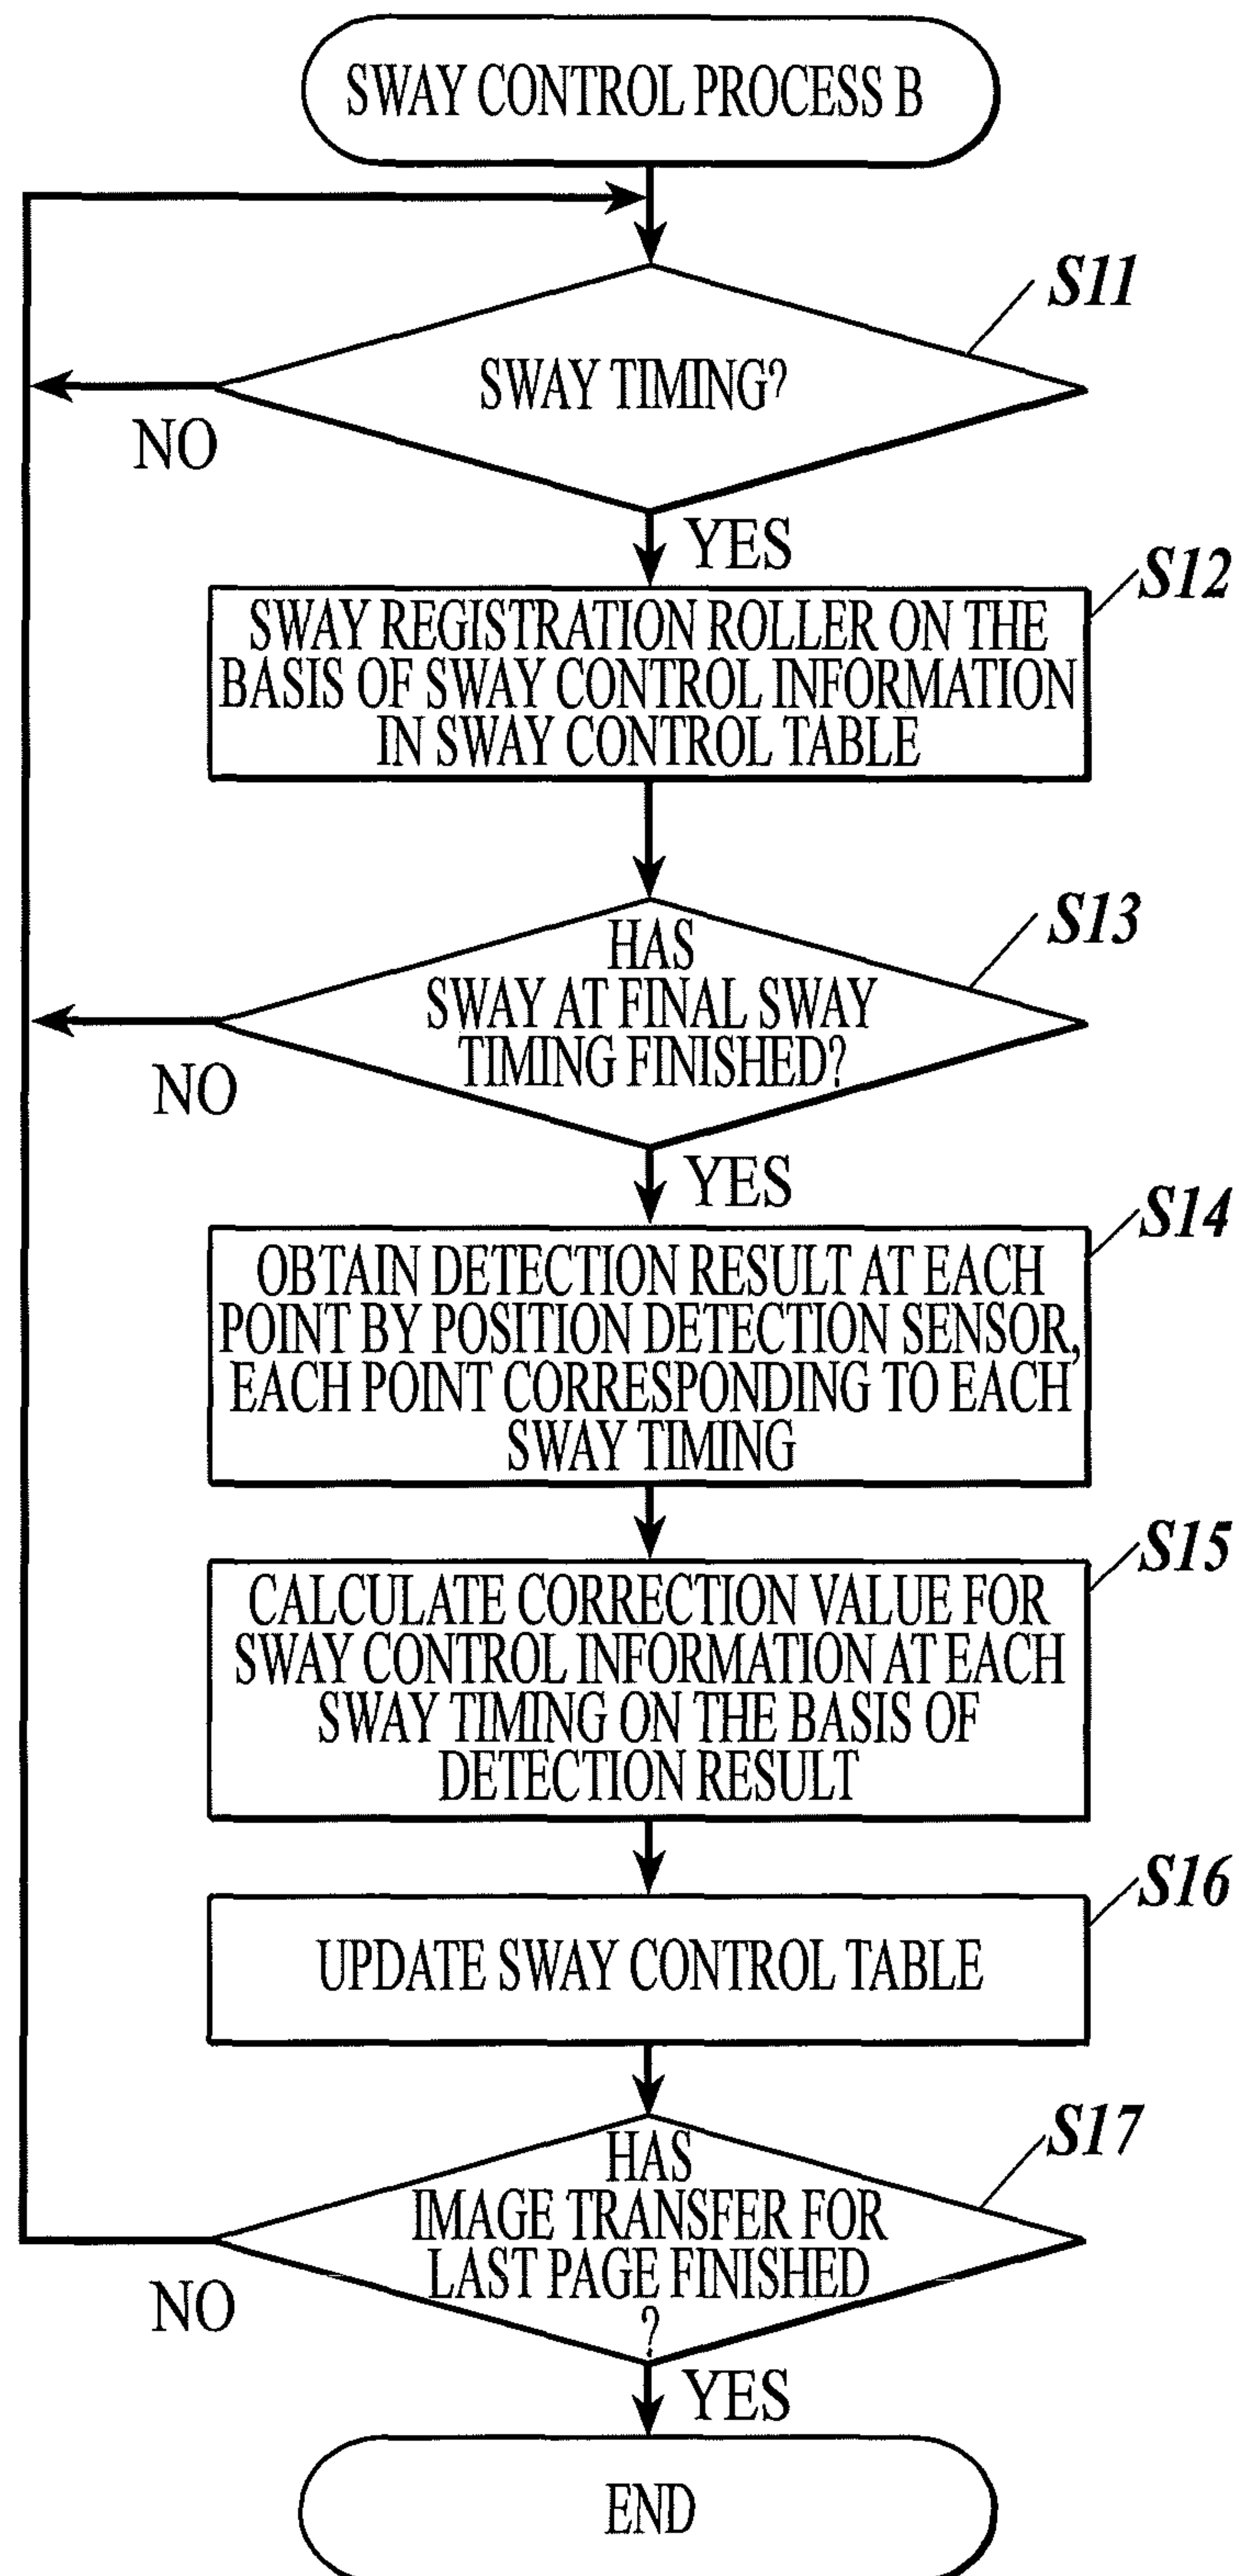 SWAY CONTROL PROCESS B
S11
SWAY TIMING?
NO
YES
S12
SWAY REGISTRATION ROLLER ON THE
BASIS OF SWAY CONTROL INFORMATION
IN SWAY CONTROL TABLE
S13
HAS
SWAY AT FINAL SWAY
TIMING FINISHED?
NO
YES
S14
OBTAIN DETECTION RESULT AT EACH
POINT BY POSITION DETECTION SENSOR,
EACH POINT CORRESPONDING TO EACH
SWAY TIMING
S15
CALCULATE CORRECTION VALUE FOR
SWAY CONTROL INFORMATION AT EACH
SWAY TIMING ON THE BASIS OF
DETECTION RESULT
S16
UPDATE SWAY CONTROL TABLE
S17
HAS
IMAGE TRANSFER FOR
LAST PAGE FINISHED
?
NO
YES
END